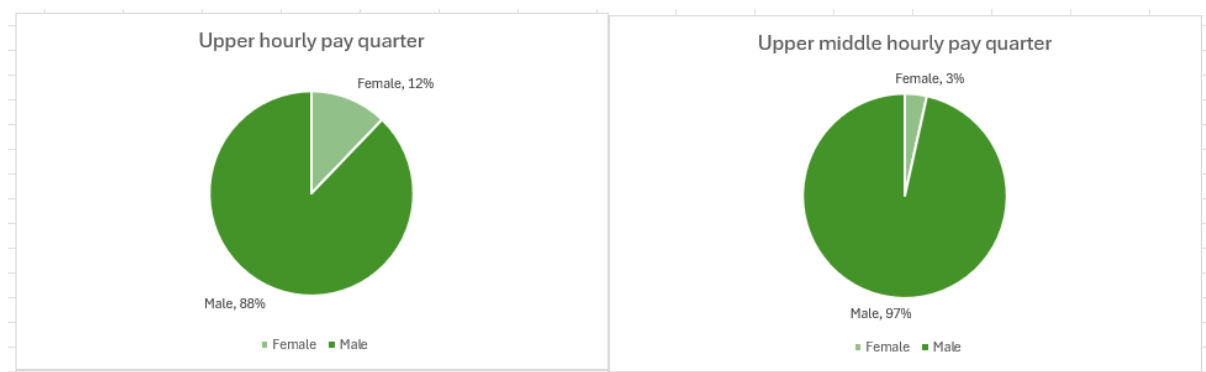 Upper hourly pay quarter
Female, 12%
Male, 88%
Female Male
Upper middle hourly pay quarter
Female, 3%
Male, 97%
Female Male